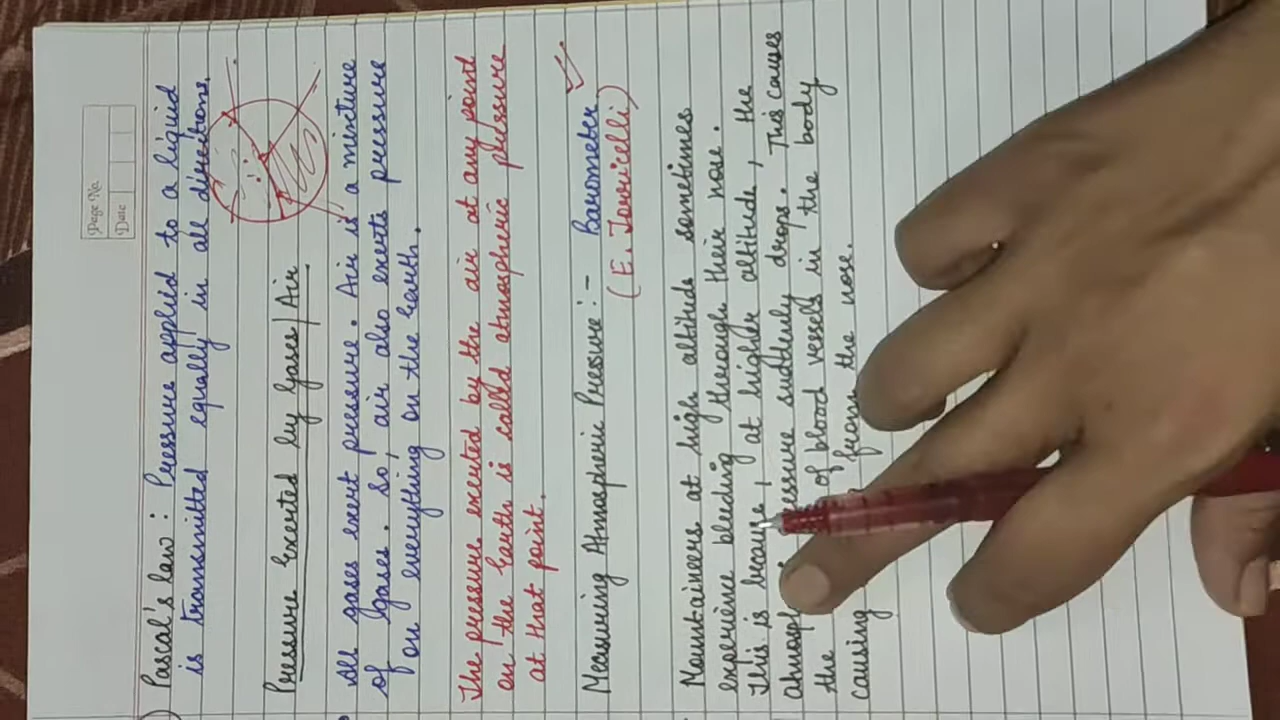 Page No.
Date
Pascal's law : Pressure applied to a liquid
is transmitted equally in all directions.
Pressure Exerted by Gases/Air
All gases exert pressure. Air is a mixture
of gases. So, air also exerts pressure
on everything on the earth.
The pressure exerted by the air at any point
on the Earth is called atmospheric pressure
at that point.
Measuring Atmospheric Pressure :- Barometer
(E. Torricelli)
Mountaineers at high altitude sometimes
experience bleeding through their nose.
This is because, at higher altitude, the
suddenly drops. This causes
the of blood vessels in the body
causing from the nose.